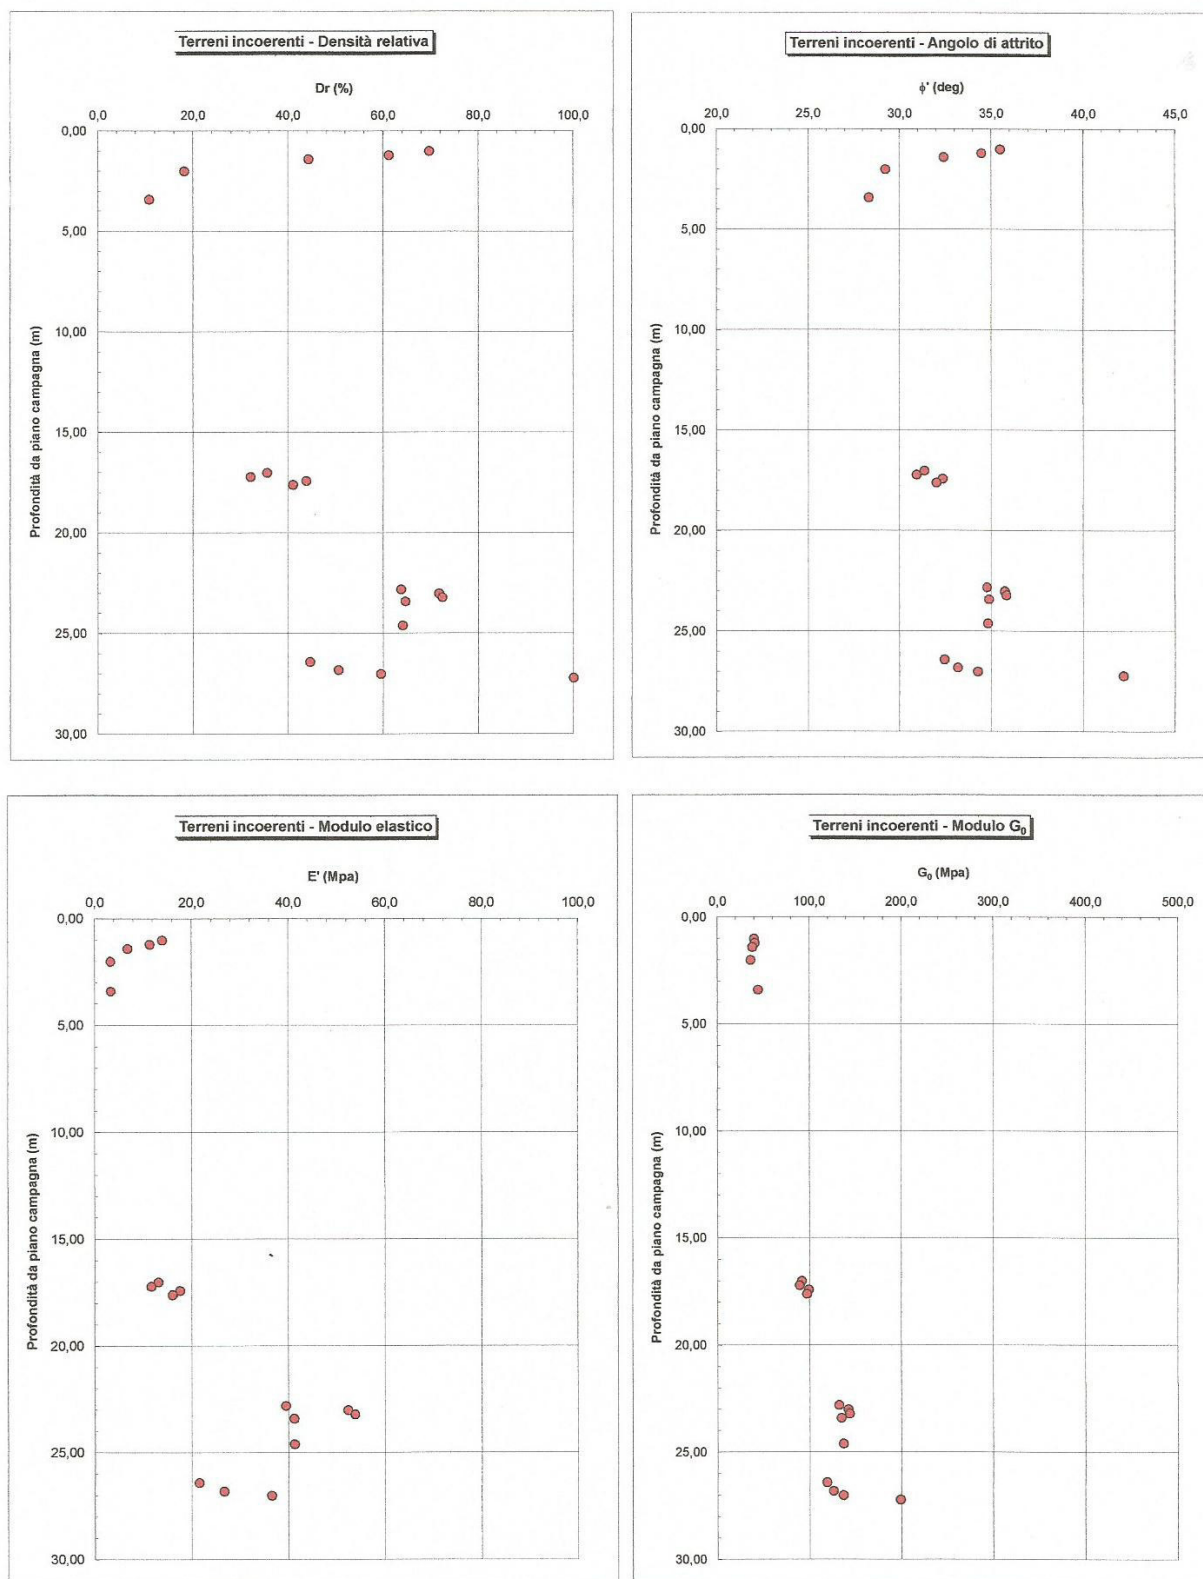 Terreni incoerenti - Densità relativa
Dr (%)
0,0 20,0 40,0 60,0 80,0 100,0
0,00
5,00
10,00
15,00
20,00
25,00
30,00
Profondità da piano campagna (m)
Terreni incoerenti - Angolo di attrito
ϕ' (deg)
20,0 25,0 30,0 35,0 40,0 45,0
0,00
5,00
10,00
15,00
20,00
25,00
30,00
Profondità da piano campagna (m)
Terreni incoerenti - Modulo elastico
E' (Mpa)
0,0 20,0 40,0 60,0 80,0 100,0
0,00
5,00
10,00
15,00
20,00
25,00
30,00
Profondità da piano campagna (m)
Terreni incoerenti - Modulo G₀
G₀ (Mpa)
0,0 100,0 200,0 300,0 400,0 500,0
0,00
5,00
10,00
15,00
20,00
25,00
30,00
Profondità da piano campagna (m)